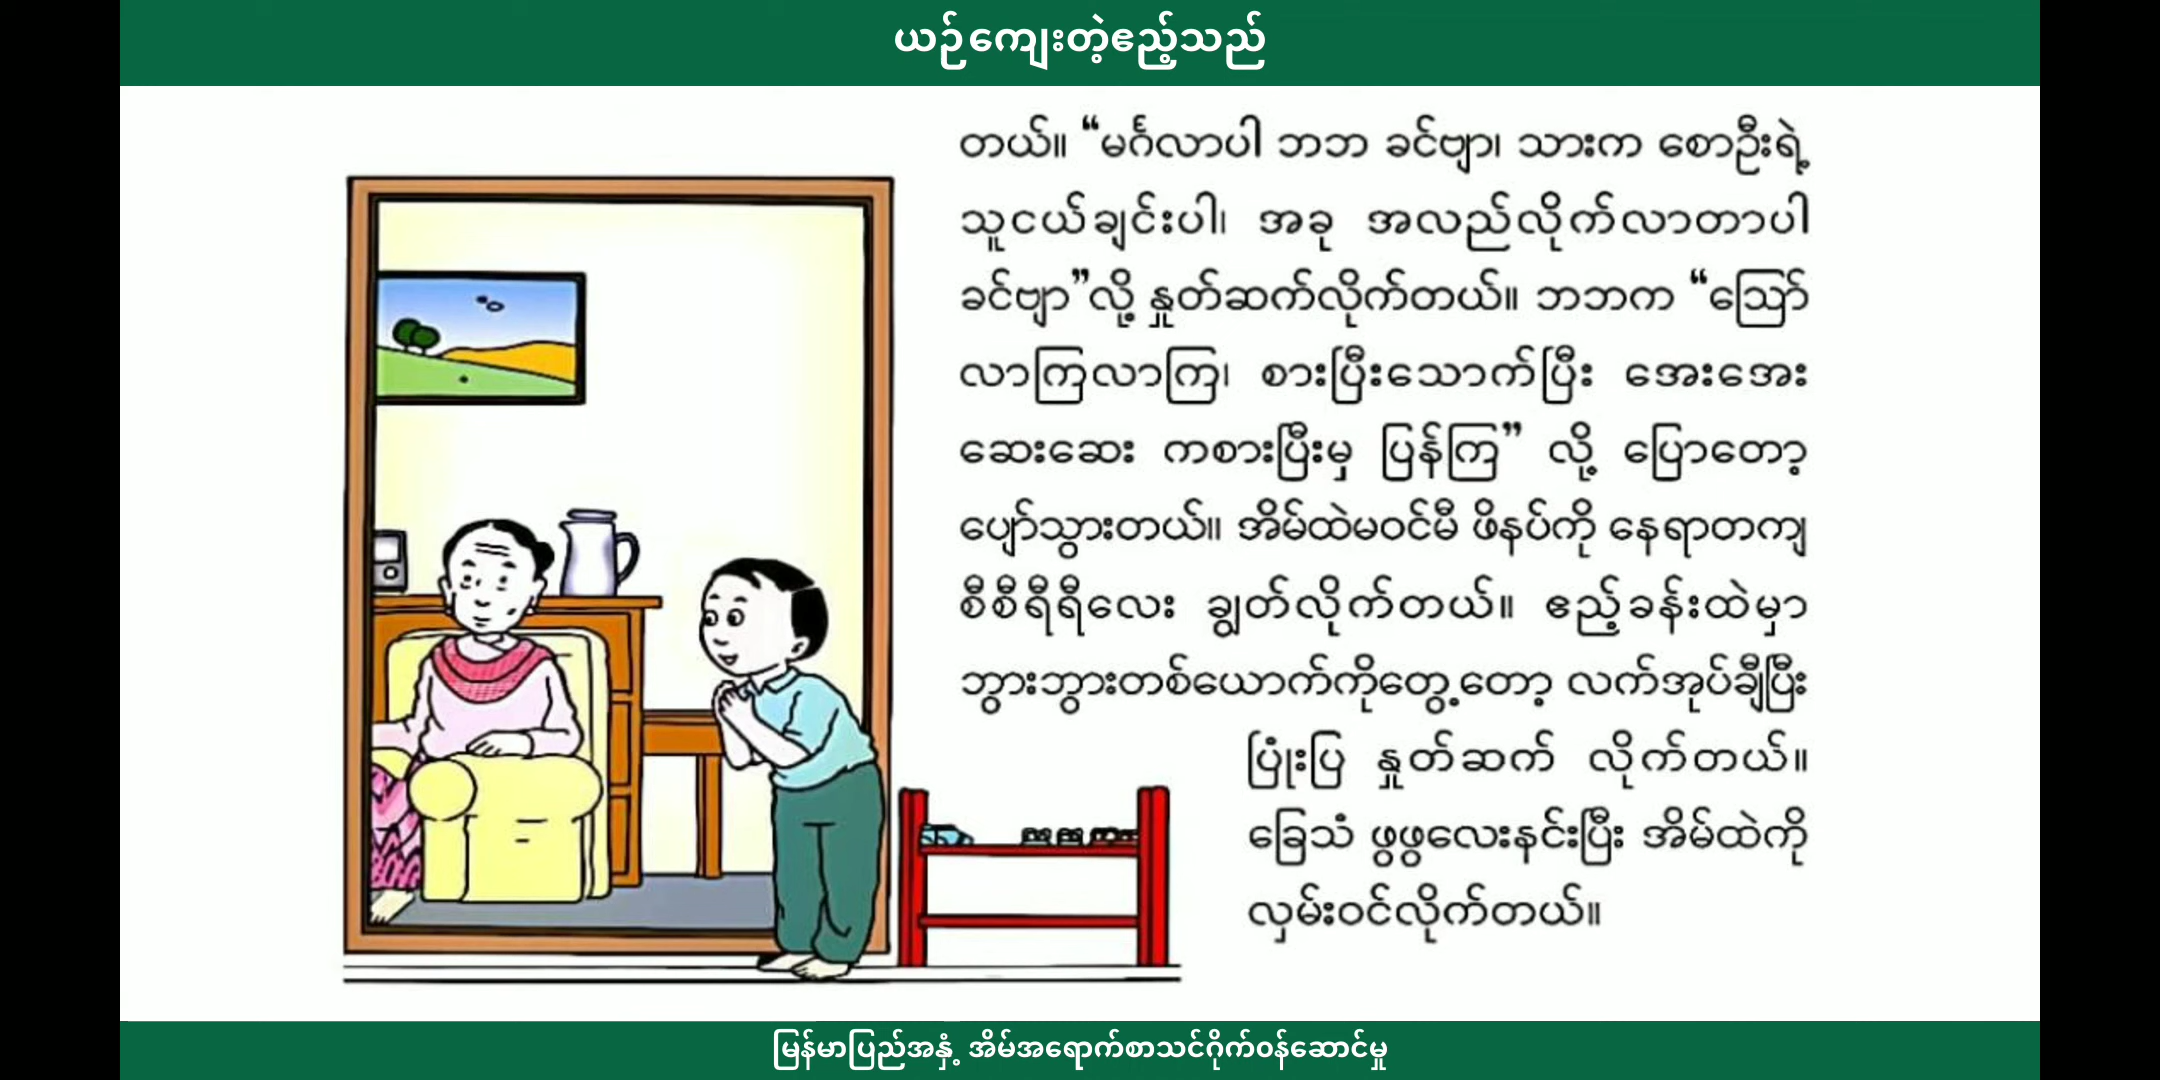 ယဉ်ကျေးတဲ့ဧည့်သည်
တယ်။ “မင်္ဂလာပါ ဘဘ ခင်ဗျာ၊ သားက စောဦးရဲ့
သူငယ်ချင်းပါ၊ အခု အလည်လိုက်လာတာပါ
ခင်ဗျာ”လို့ နှုတ်ဆက်လိုက်တယ်။ ဘဘက “ဩော်
လာကြလာကြ၊ စားပြီးသောက်ပြီး အေးအေး
ဆေးဆေး ကစားပြီးမှ ပြန်ကြ” လို့ ပြောတော့
ပျော်သွားတယ်။ အိမ်ထဲမဝင်မီ ဖိနပ်ကို နေရာတကျ
စီစီရီရီလေး ချွတ်လိုက်တယ်။ ဧည့်ခန်းထဲမှာ
ဘွားဘွားတစ်ယောက်ကိုတွေ့တော့ လက်အုပ်ချီပြီး
ပြုံးပြ နှုတ်ဆက် လိုက်တယ်။
ခြေသံ ဖွဖွလေးနင်းပြီး အိမ်ထဲကို
လှမ်းဝင်လိုက်တယ်။
မြန်မာပြည်အနှံ့ အိမ်အရောက်စာသင်ဂိုက်ဝန်ဆောင်မှု